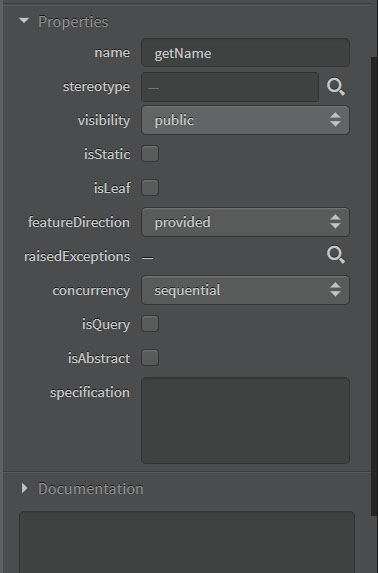 Properties
name getName
stereotype —
visibility public
isStatic
isLeaf
featureDirection provided
raisedExceptions —
concurrency sequential
isQuery
isAbstract
specification
Documentation